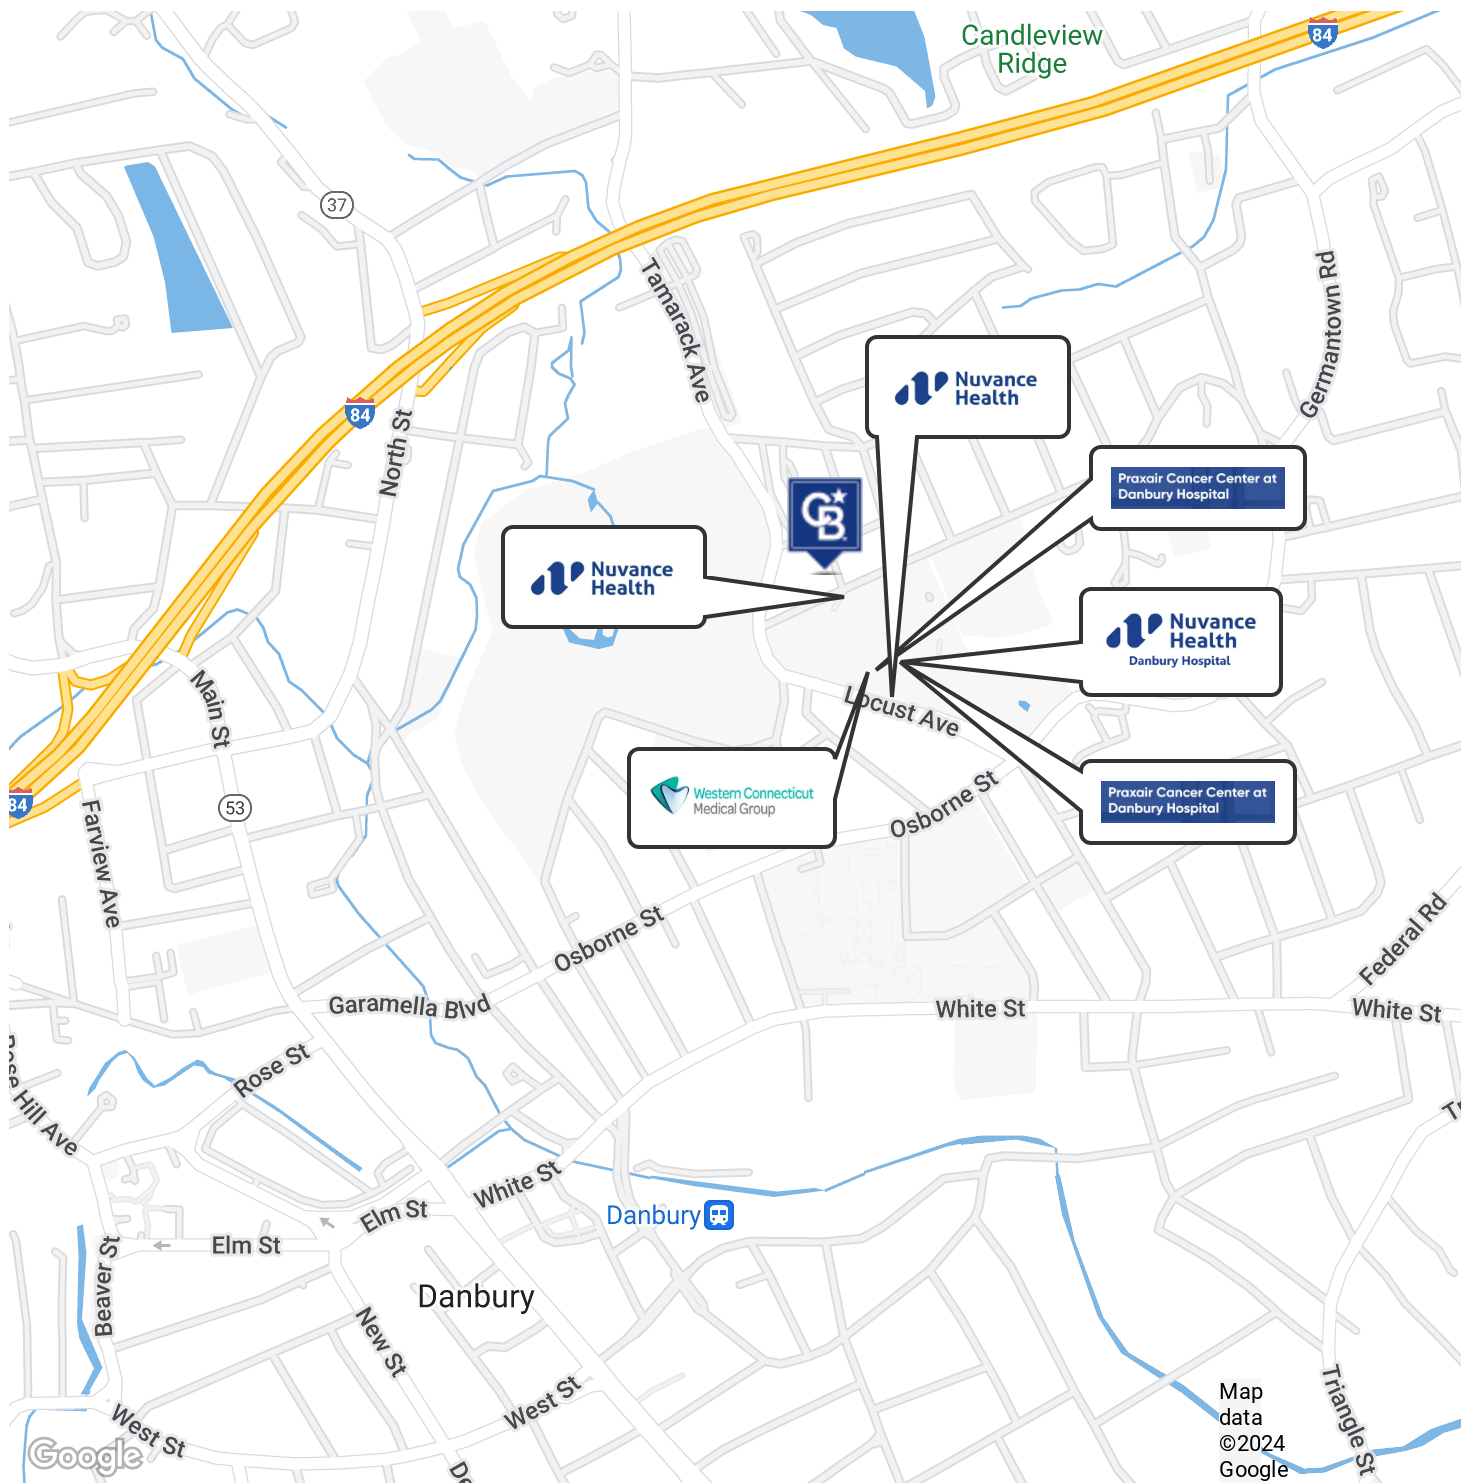 Candleview
Ridge
84
37
Tamarack Ave
Germantown Rd
Nuvance
Health
84
North St
Praxair Cancer Center at
Danbury Hospital
CB
Nuvance
Health
Nuvance
Health
Danbury Hospital
Main St
Locust Ave
Western Connecticut
Medical Group
Praxair Cancer Center at
Danbury Hospital
84
53
Osborne St
Farview Ave
Osborne St
Federal Rd
Garamella Blvd
White St
White St
Rose St
Rose Hill Ave
White St
Elm St
Danbury
Elm St
Beaver St
Danbury
New St
Triangle St
West St
West St
Map
data
©2024
Google
Google